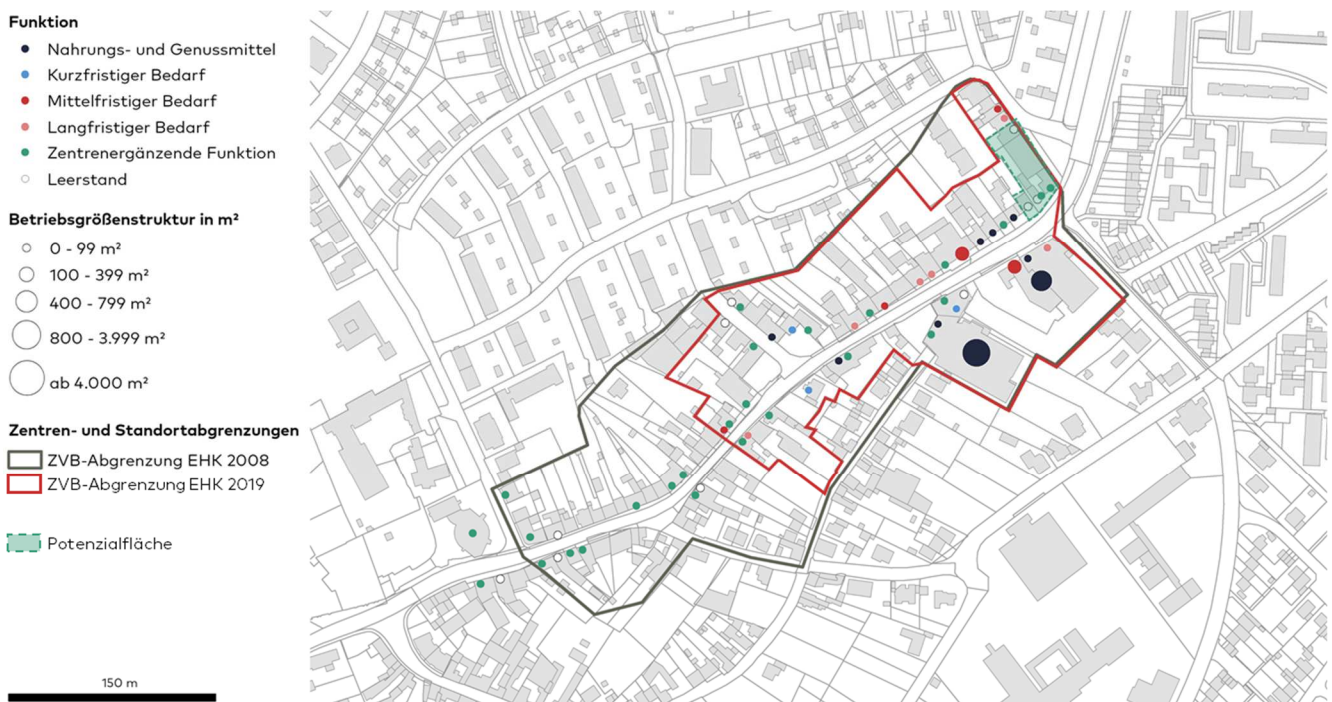 Funktion
Nahrungs- und Genussmittel
Kurzfristiger Bedarf
Mittelfristiger Bedarf
Langfristiger Bedarf
Zentrenergänzende Funktion
Leerstand
Betriebsgrößenstruktur in m²
0 - 99 m²
100 - 399 m²
400 - 799 m²
800 - 3.999 m²
ab 4.000 m²
Zentren- und Standortabgrenzungen
ZVB-Abgrenzung EHK 2008
ZVB-Abgrenzung EHK 2019
Potenzialfläche
150 m